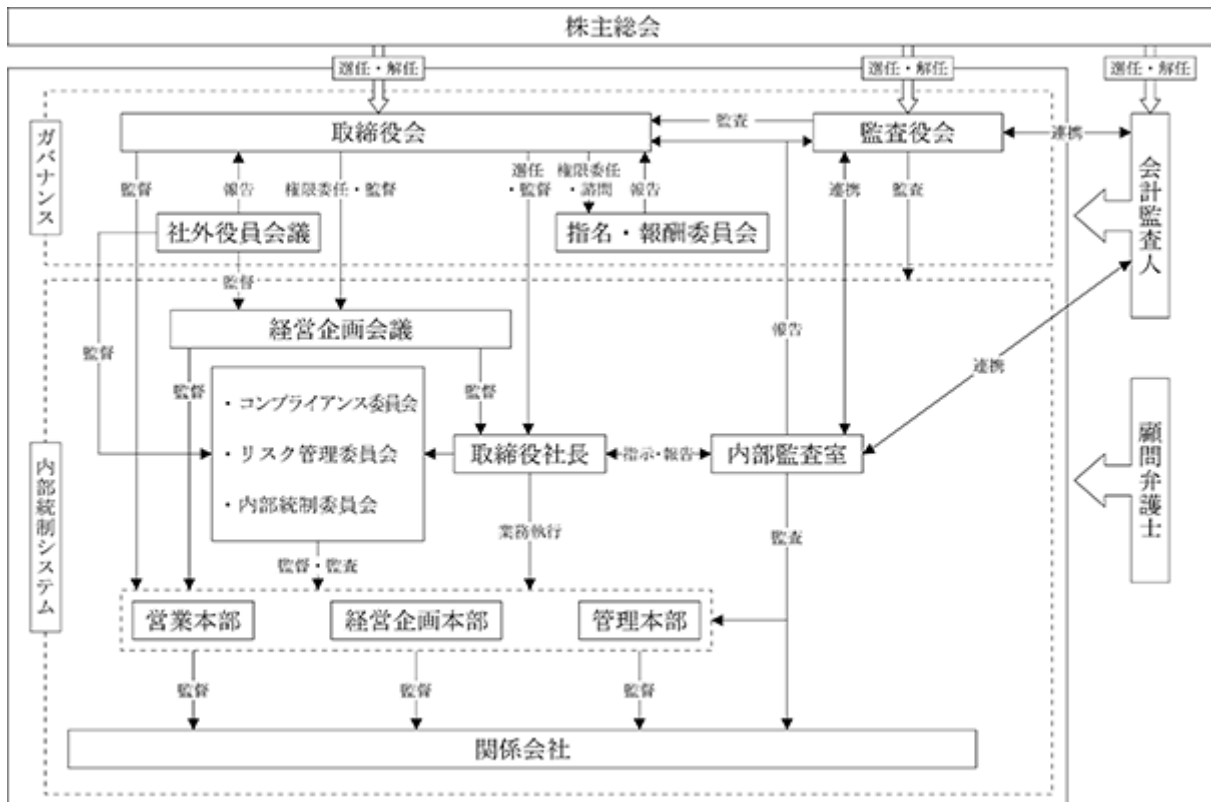 株主総会
選任・解任
選任・解任
選任・解任
ガバナンス
取締役会
監査
監査役会
連携
会計監査人
監督
報告
権限委任・監督
選任・監督
権限委任・諮問
報告
連携
監査
社外役員会議
指名・報酬委員会
監督
経営企画会議
報告
連携
監督
監督
監督
・コンプライアンス委員会
・リスク管理委員会
・内部統制委員会
取締役社長
指示・報告
内部監査室
顧問弁護士
内部統制システム
業務執行
監査
監督・監査
営業本部
経営企画本部
管理本部
監督
監督
監督
関係会社